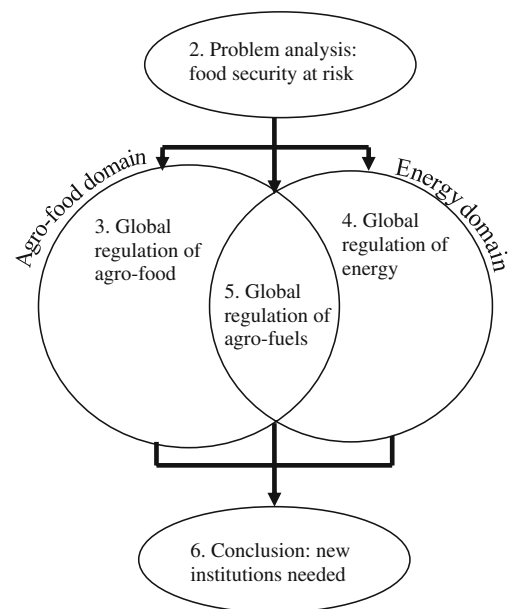 2. Problem analysis:
food security at risk
Agro-food domain
Energy domain
3. Global
regulation of
agro-food
4. Global
regulation of
energy
5. Global
regulation of
agro-fuels
6. Conclusion: new
institutions needed